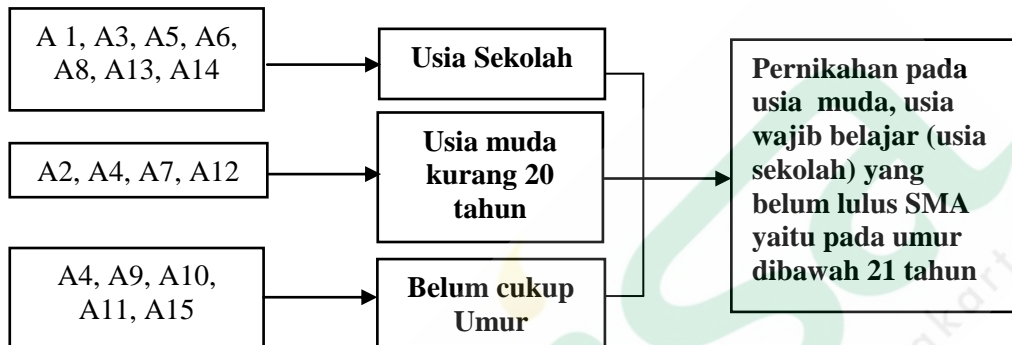 A 1, A3, A5, A6,
A8, A13, A14
Usia Sekolah
A2, A4, A7, A12
Usia muda
kurang 20
tahun
A4, A9, A10,
A11, A15
Belum cukup
Umur
Pernikahan pada
usia muda, usia
wajib belajar (usia
sekolah) yang
belum lulus SMA
yaitu pada umur
dibawah 21 tahun